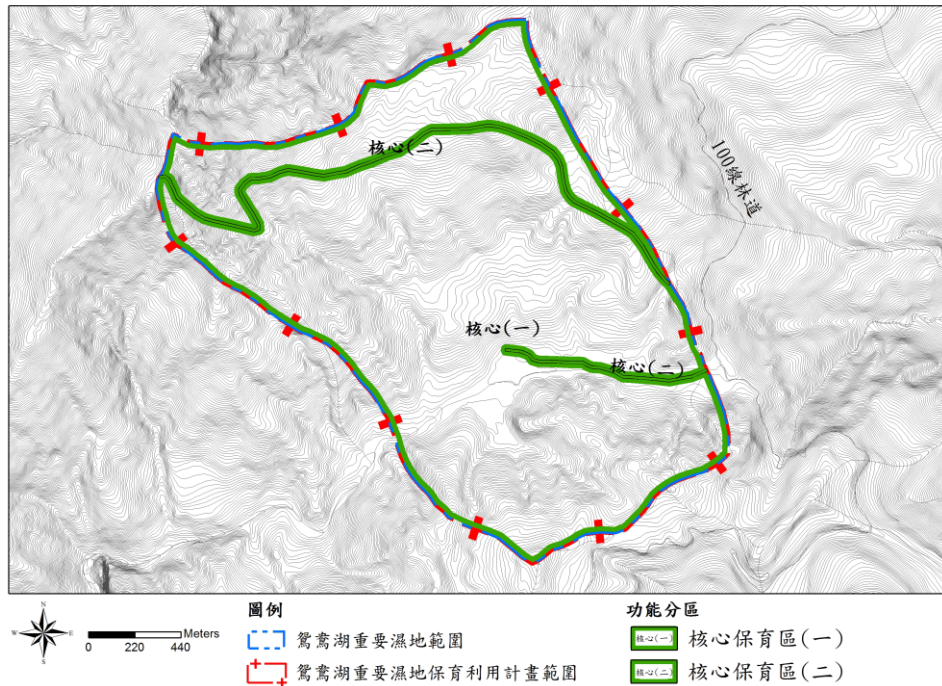 核心(二)
100線林道
核心(一)
核心(二)
N
W E
S
Meters
0 220 440
圖例
鴛鴦湖重要濕地範圍
鴛鴦湖重要濕地保育利用計畫範圍
功能分區
核心(一) 核心保育區(一)
核心(二) 核心保育區(二)